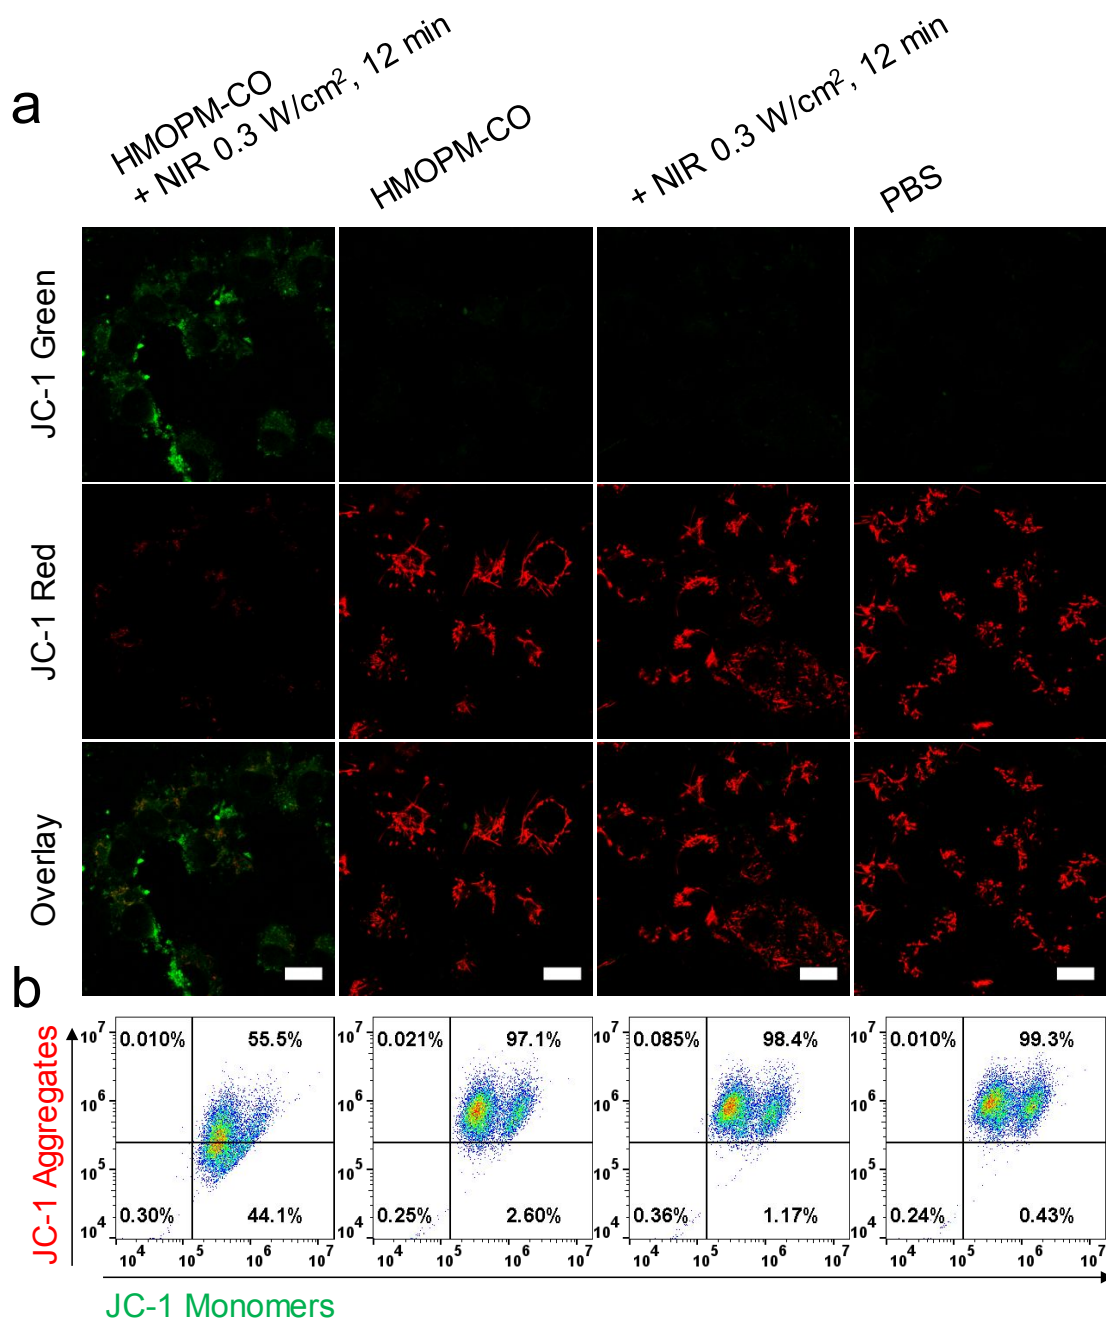 a
HMOPM-CO
+ NIR 0.3 W/cm², 12 min
HMOPM-CO
+ NIR 0.3 W/cm², 12 min
PBS
JC-1 Green
JC-1 Red
Overlay
b
JC-1 Aggregates
10⁷
10⁶
10⁵
10⁴
0.010% 55.5%
0.30% 44.1%
10⁴ 10⁵ 10⁶ 10⁷
10⁷
10⁶
10⁵
10⁴
0.021% 97.1%
0.25% 2.60%
10⁴ 10⁵ 10⁶ 10⁷
10⁷
10⁶
10⁵
10⁴
0.085% 98.4%
0.36% 1.17%
10⁴ 10⁵ 10⁶ 10⁷
10⁷
10⁶
10⁵
10⁴
0.010% 99.3%
0.24% 0.43%
10⁴ 10⁵ 10⁶ 10⁷
JC-1 Monomers